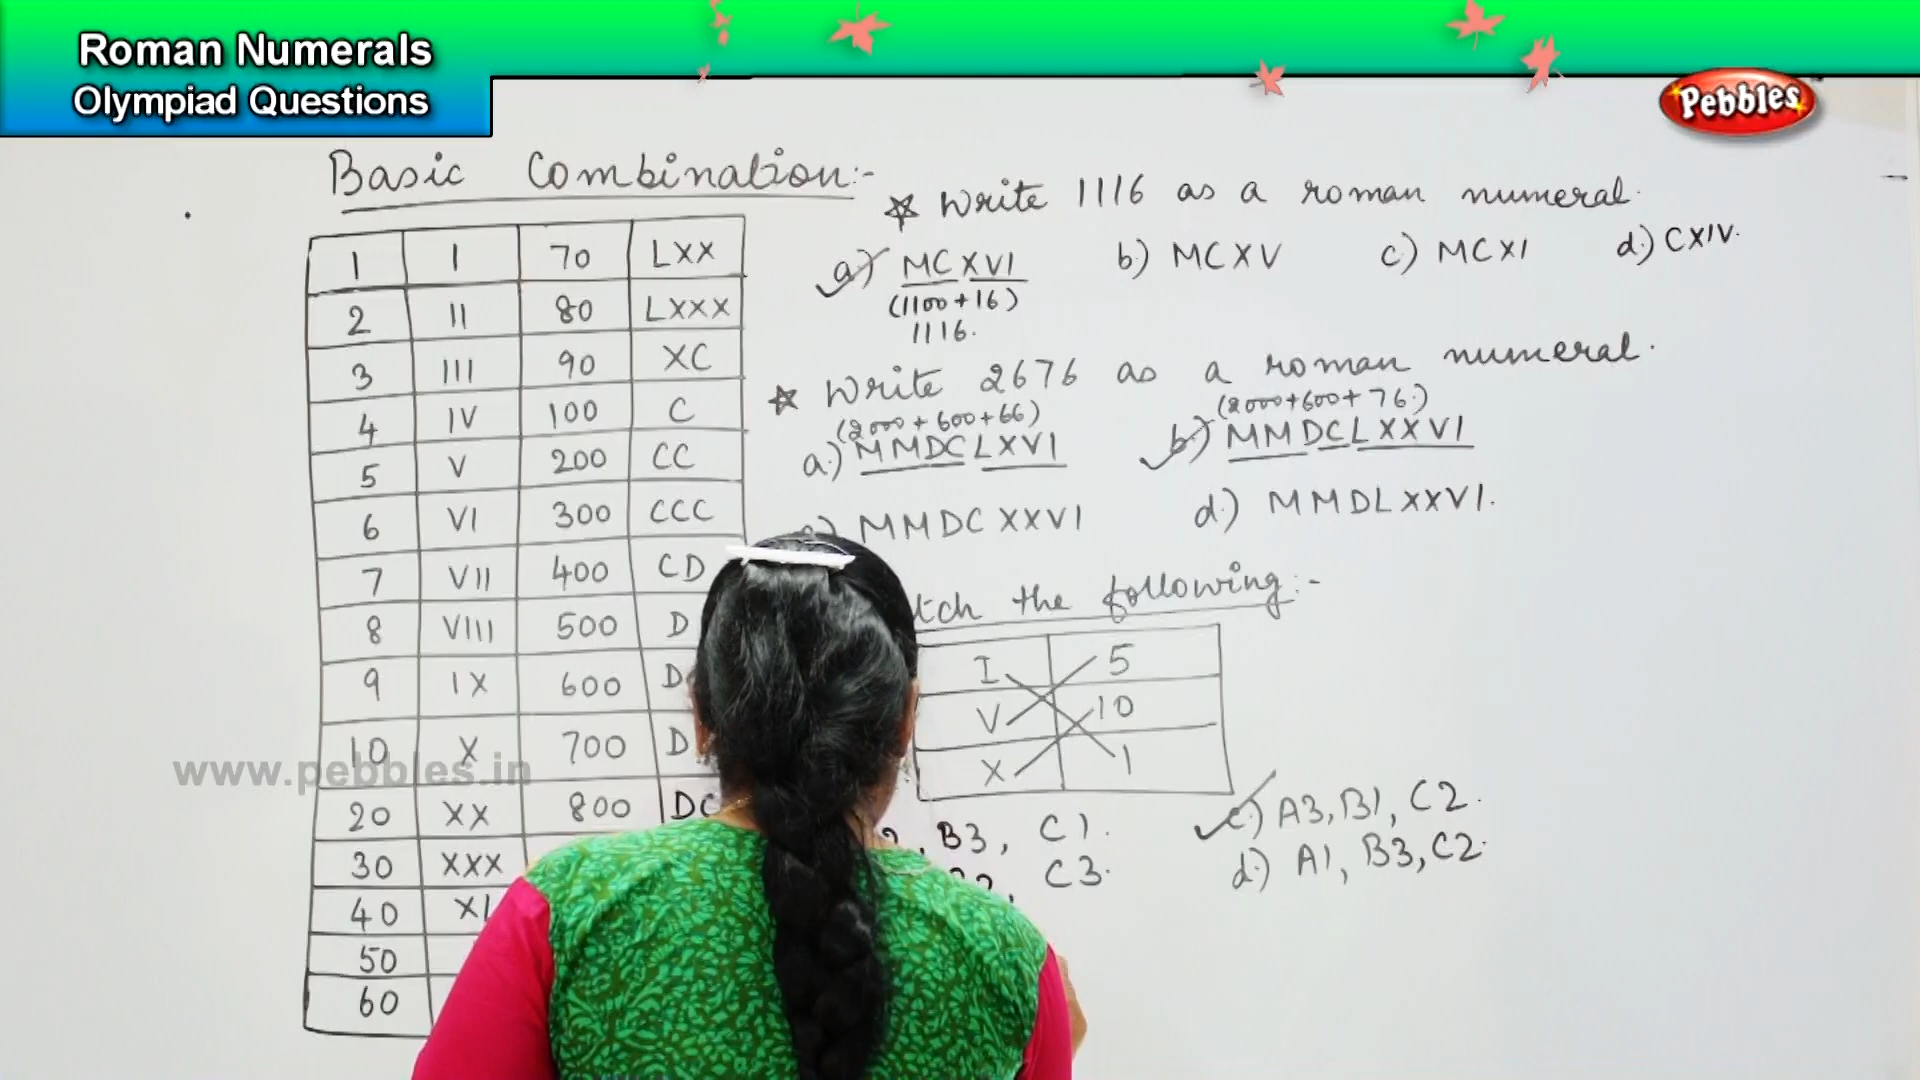 Roman Numerals
Olympiad Questions
Pebbles
Basic Combination:-
1 I 70 LXX
2 II 80 LXXX
3 III 90 XC
4 IV 100 C
5 V 200 CC
6 VI 300 CCC
7 VII 400 CD
8 VIII 500 D
9 IX 600 D
10 X 700 D
20 XX 800 DC
30 XXX
40 XL
50
60
www.pebbles.in
☆ Write 1116 as a roman numeral.
a) MCXVI b.) MCXV c.) MCXI d.) CXIV.
(1100+16)
1116.
☆ Write 2676 as a roman numeral.
(2000+600+66) (2000+600+76.)
a.) MMDCLXVI b.) MMDCLXXVI
) MMDCXXVI d.) MMDLXXVI.
tch the following:-
I 5
V 10
X 1
, B3, C1. c.) A3, B1, C2.
C3. d.) A1, B3, C2.